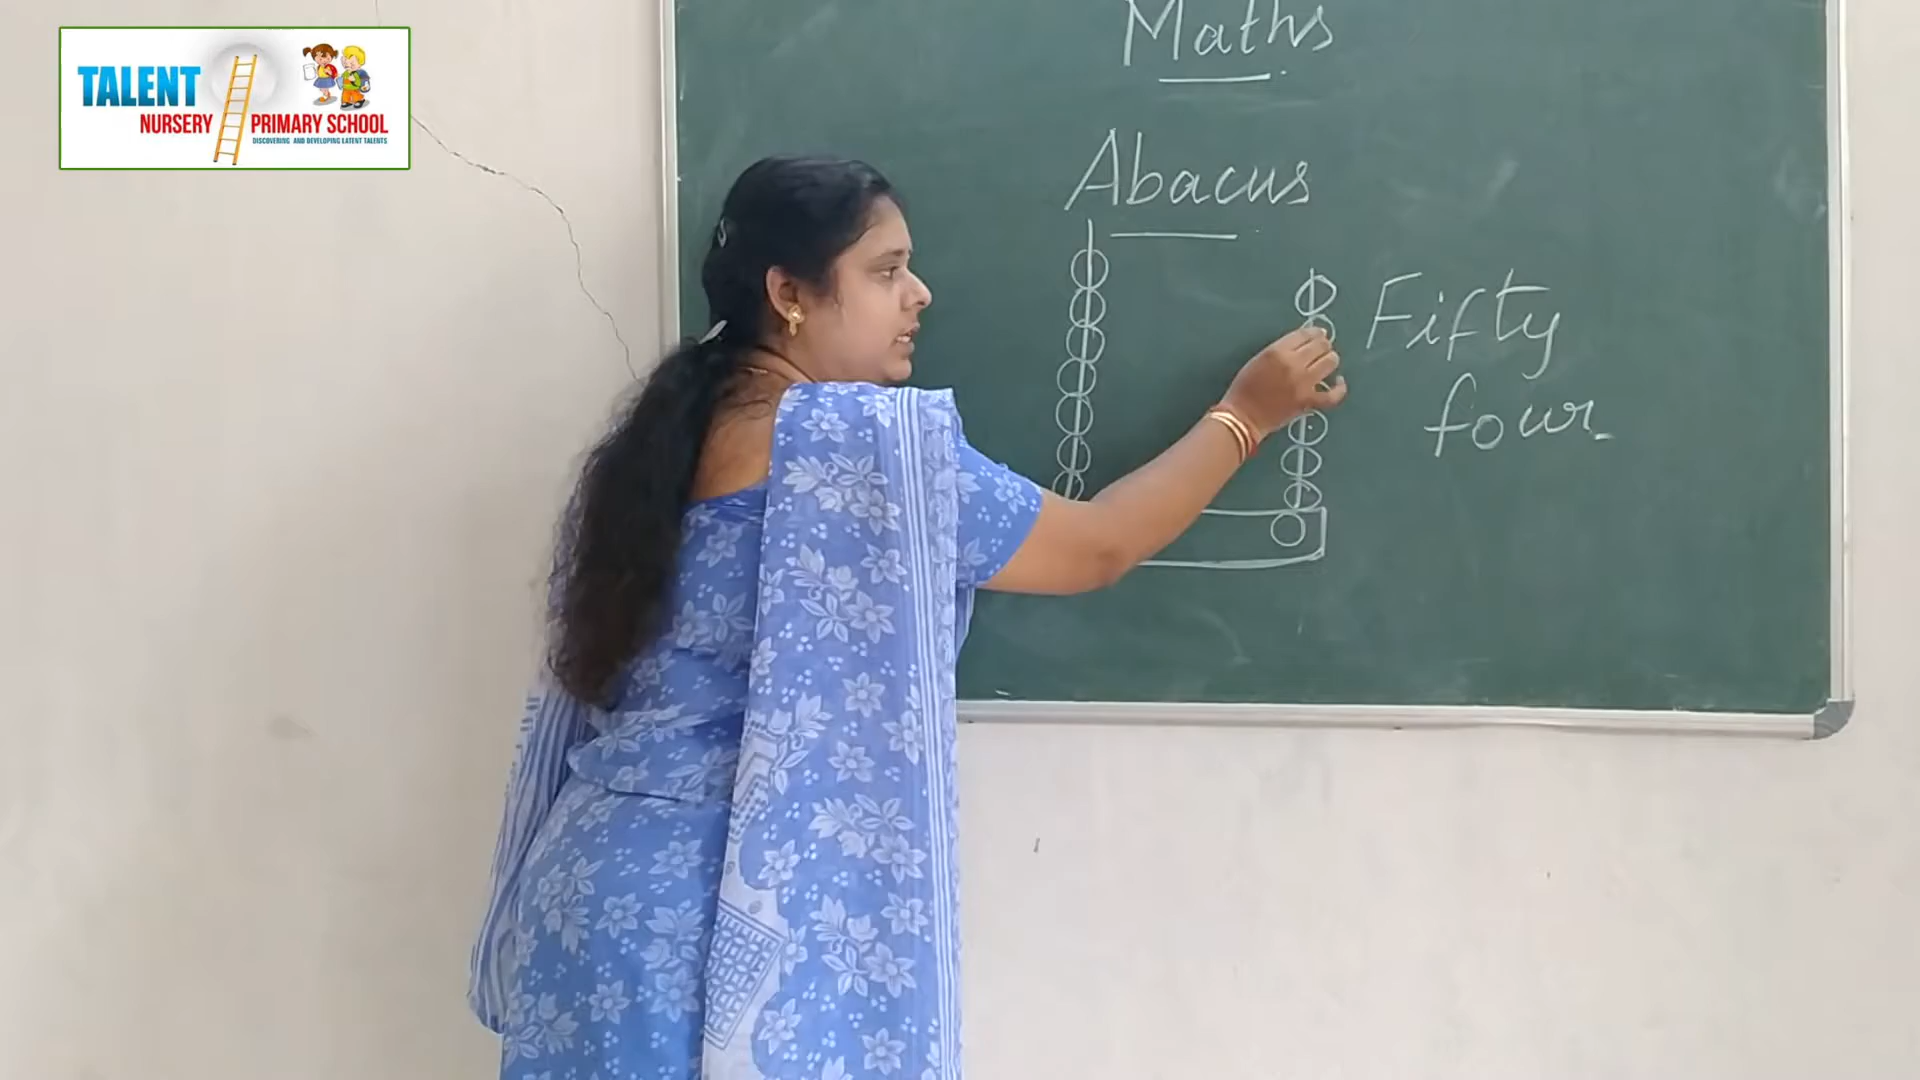 TALENT
NURSERY PRIMARY SCHOOL
DISCOVERING AND DEVELOPING LATENT TALENTS
Maths
Abacus
Fifty
four